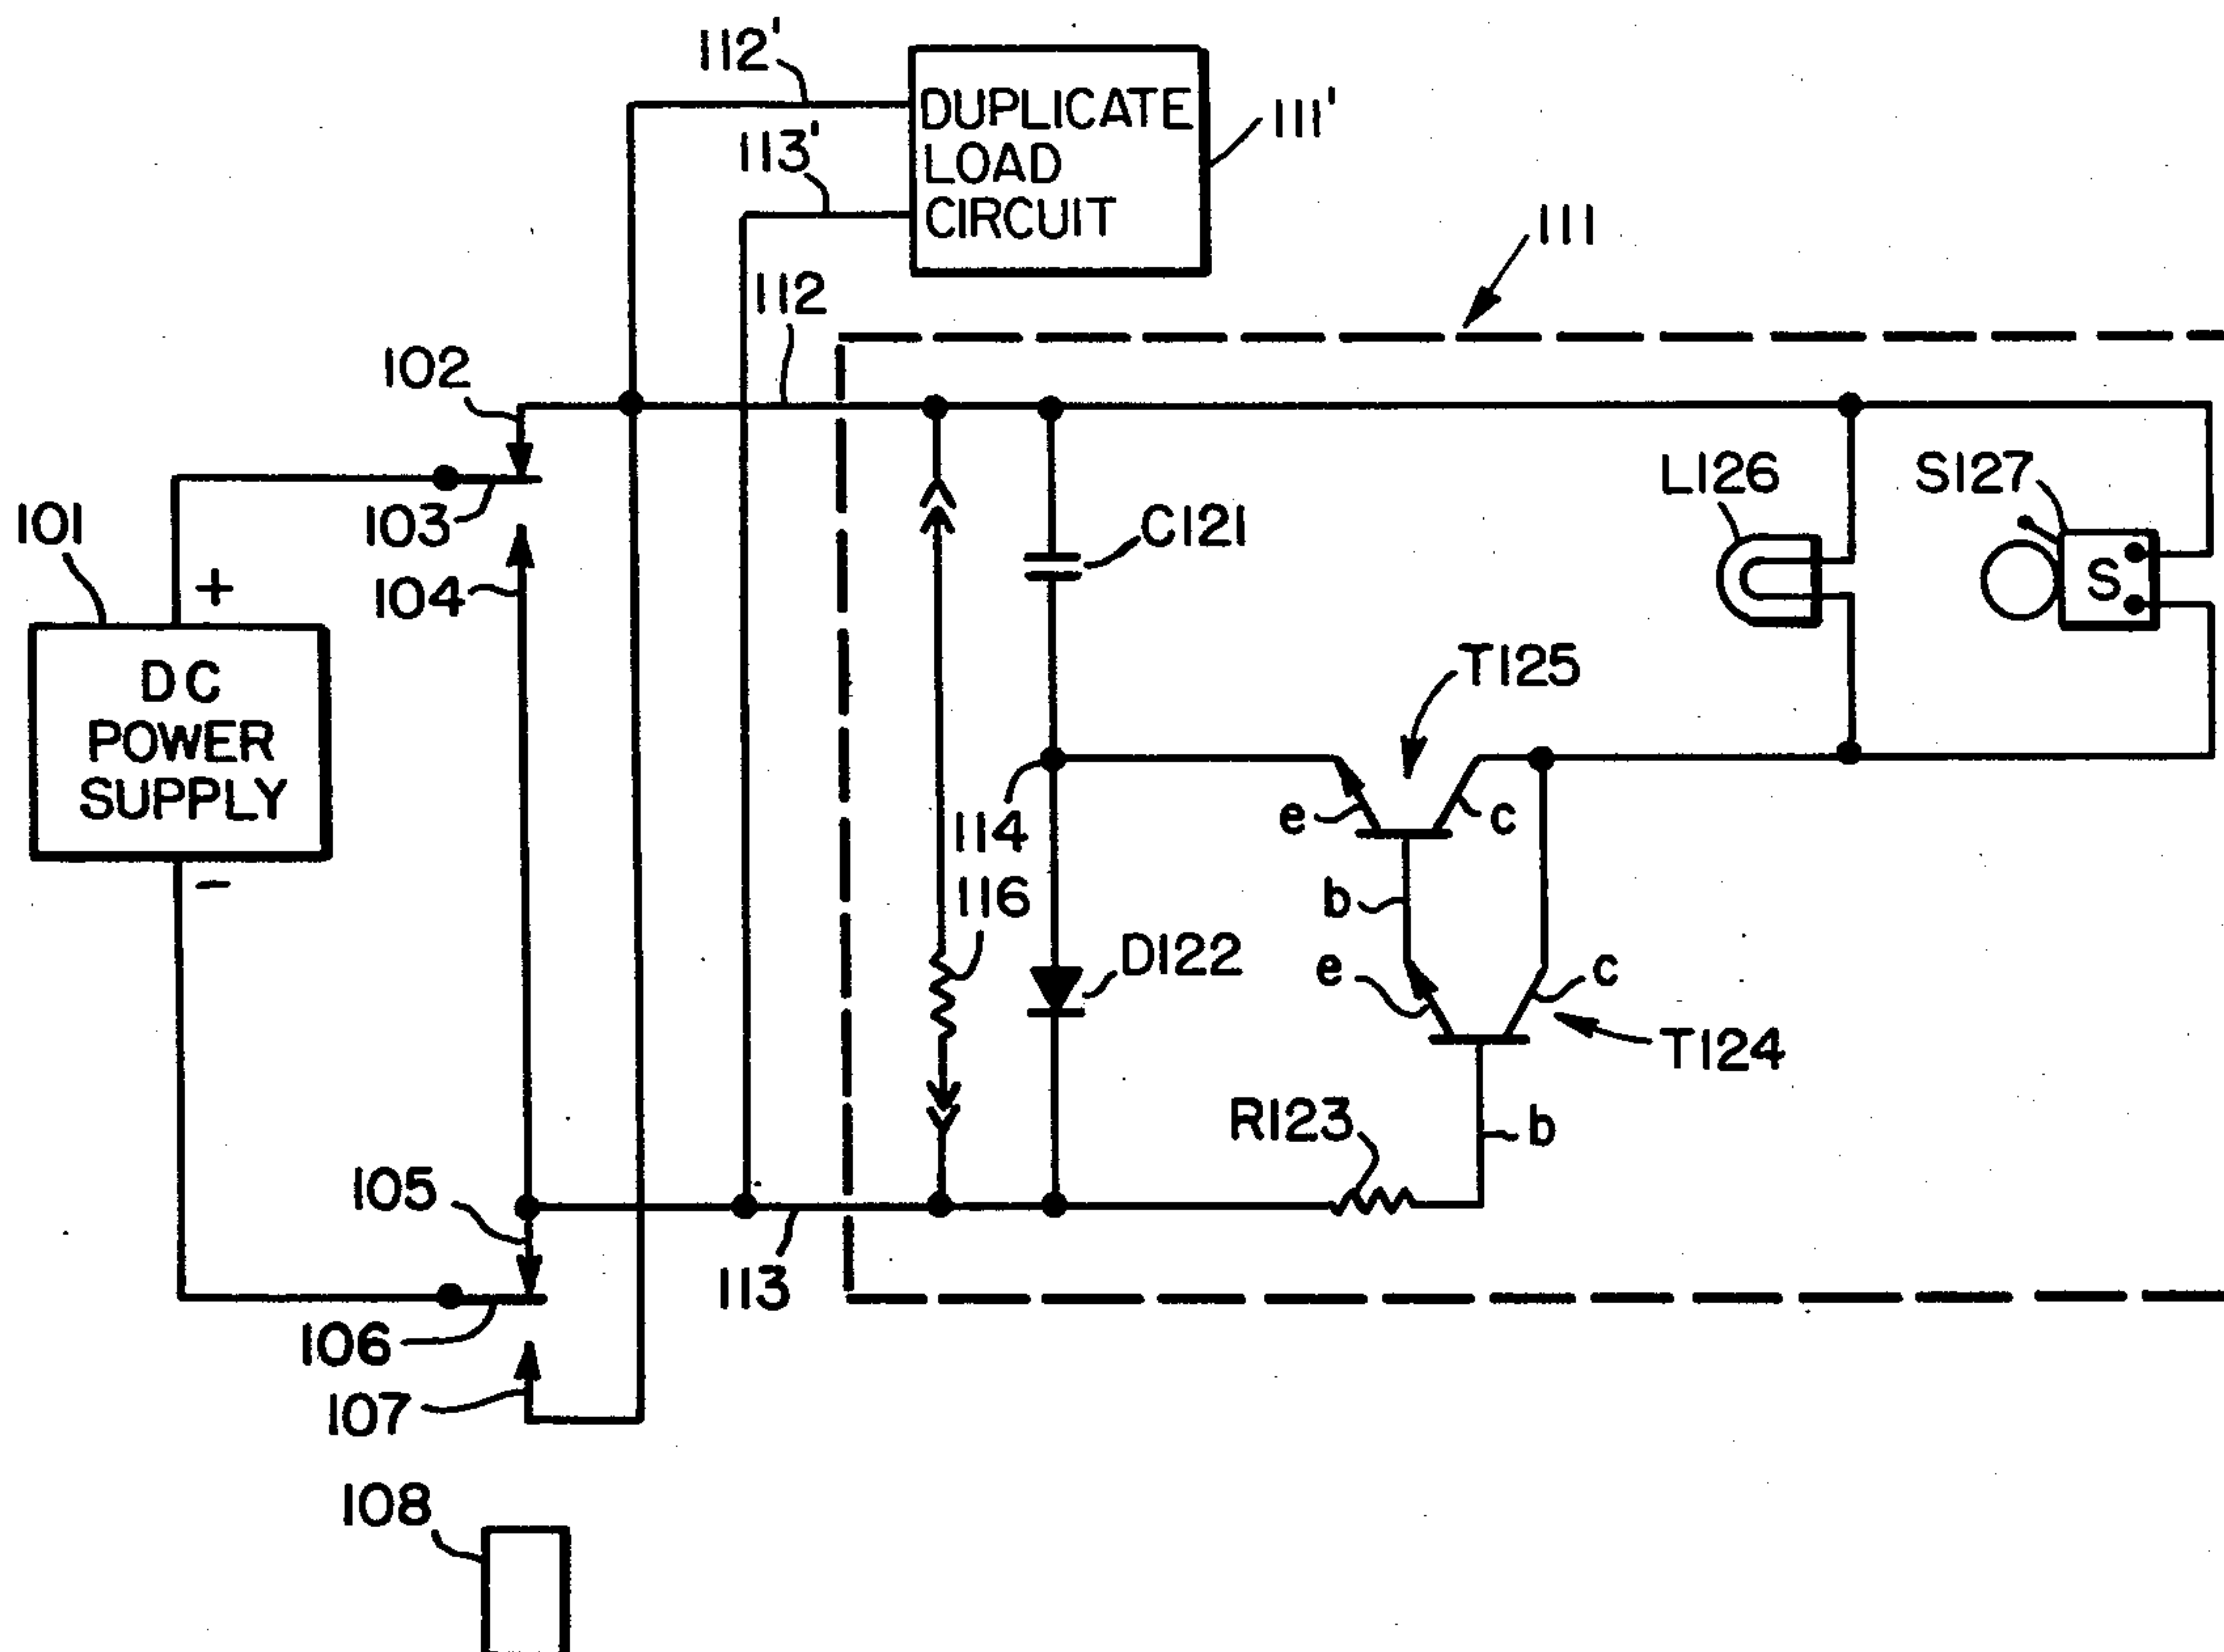 112'
DUPLICATE
LOAD
CIRCUIT
113'
111'
111
112
102
103
104
101
+
DC
POWER
SUPPLY
−
L126
S127
S
C121
T125
114
e
c
116
b
D122
e
c
T124
R123
b
105
113
106
107
108